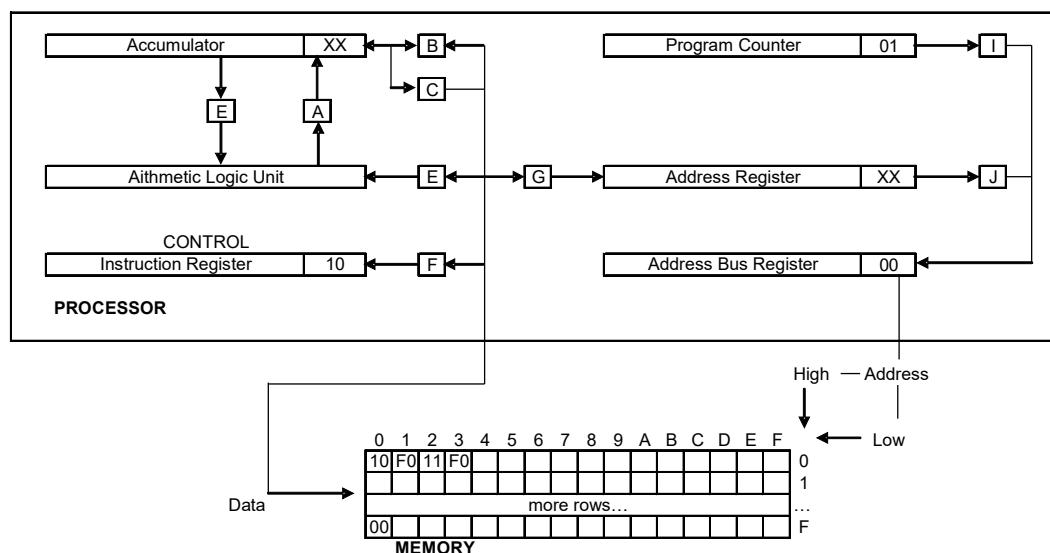 Accumulator XX B Program Counter 01 I
C
E A
Aithmetic Logic Unit E G Address Register XX J
CONTROL
Instruction Register 10 F Address Bus Register 00
PROCESSOR
High Address
0 1 2 3 4 5 6 7 8 9 A B C D E F Low
10 F0 11 F0 0
1
Data more rows… …
00 F
MEMORY